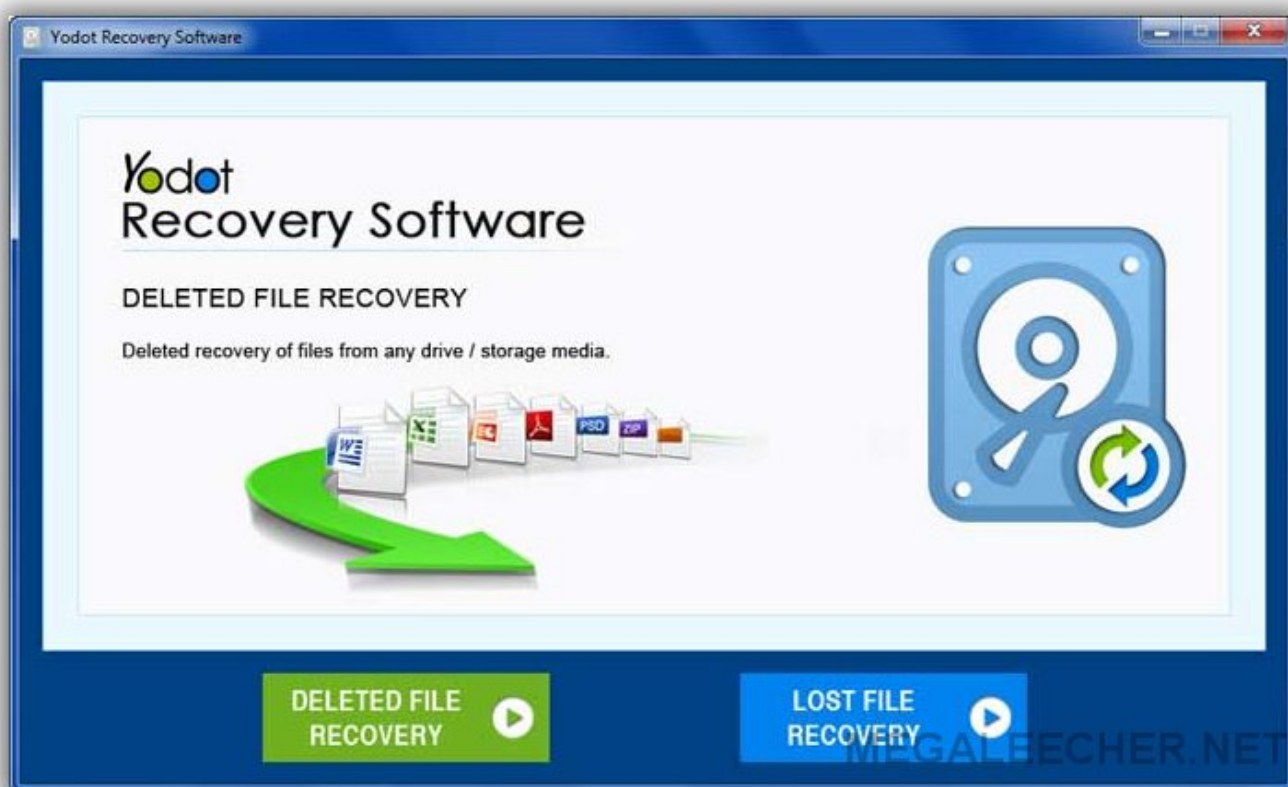 Yodot Recovery Software
Yodot
Recovery Software
DELETED FILE RECOVERY
Deleted recovery of files from any drive / storage media.
W
X
PSD
ZIP
DELETED FILE
RECOVERY
LOST FILE
RECOVERY
MEGALEECHER.NET